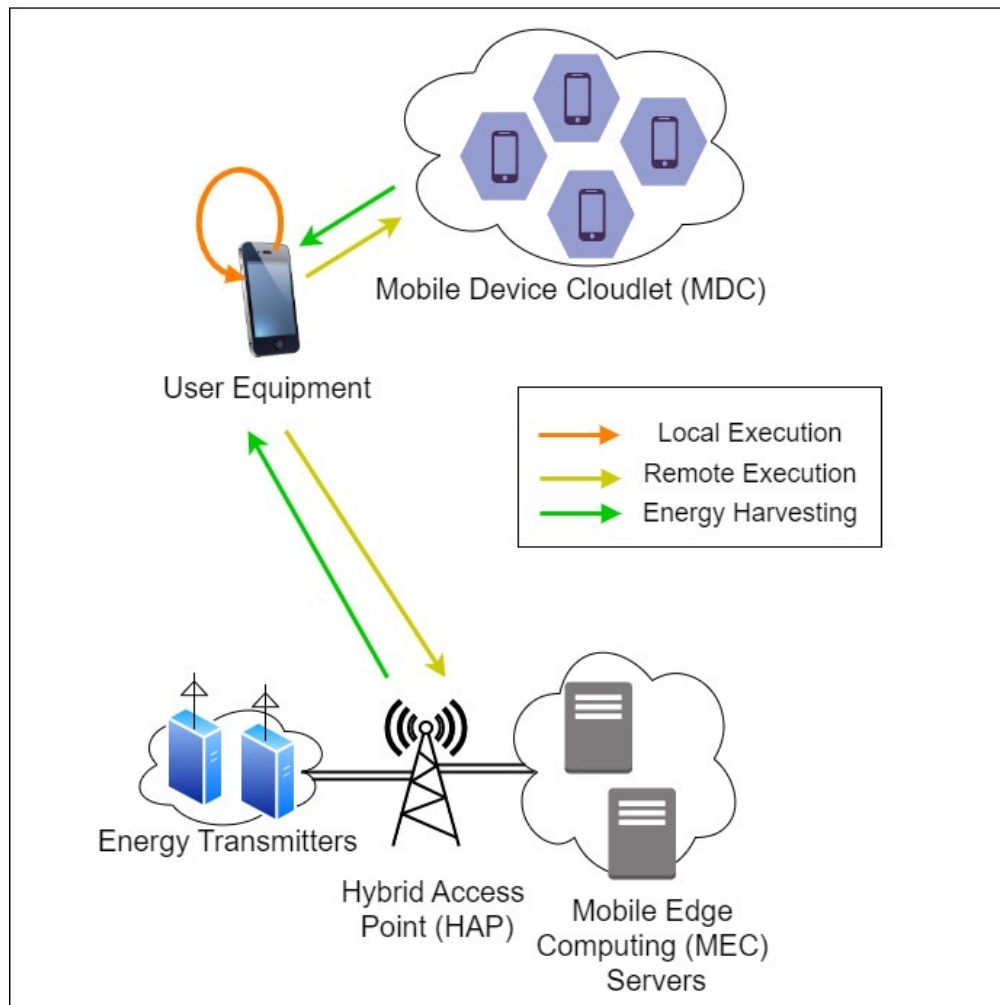 Mobile Device Cloudlet (MDC)
User Equipment
Local Execution
Remote Execution
Energy Harvesting
Energy Transmitters
Hybrid Access
Point (HAP)
Mobile Edge
Computing (MEC)
Servers